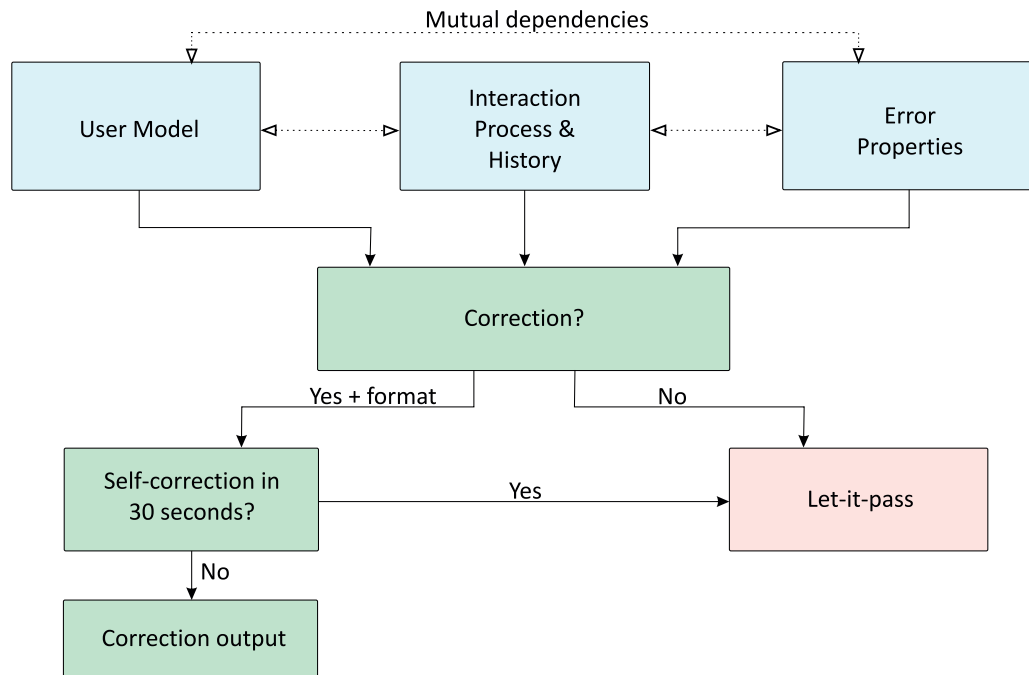 Mutual dependencies
User Model
Interaction
Process &
History
Error
Properties
Correction?
Yes + format
No
Self-correction in
30 seconds?
Yes
Let-it-pass
No
Correction output